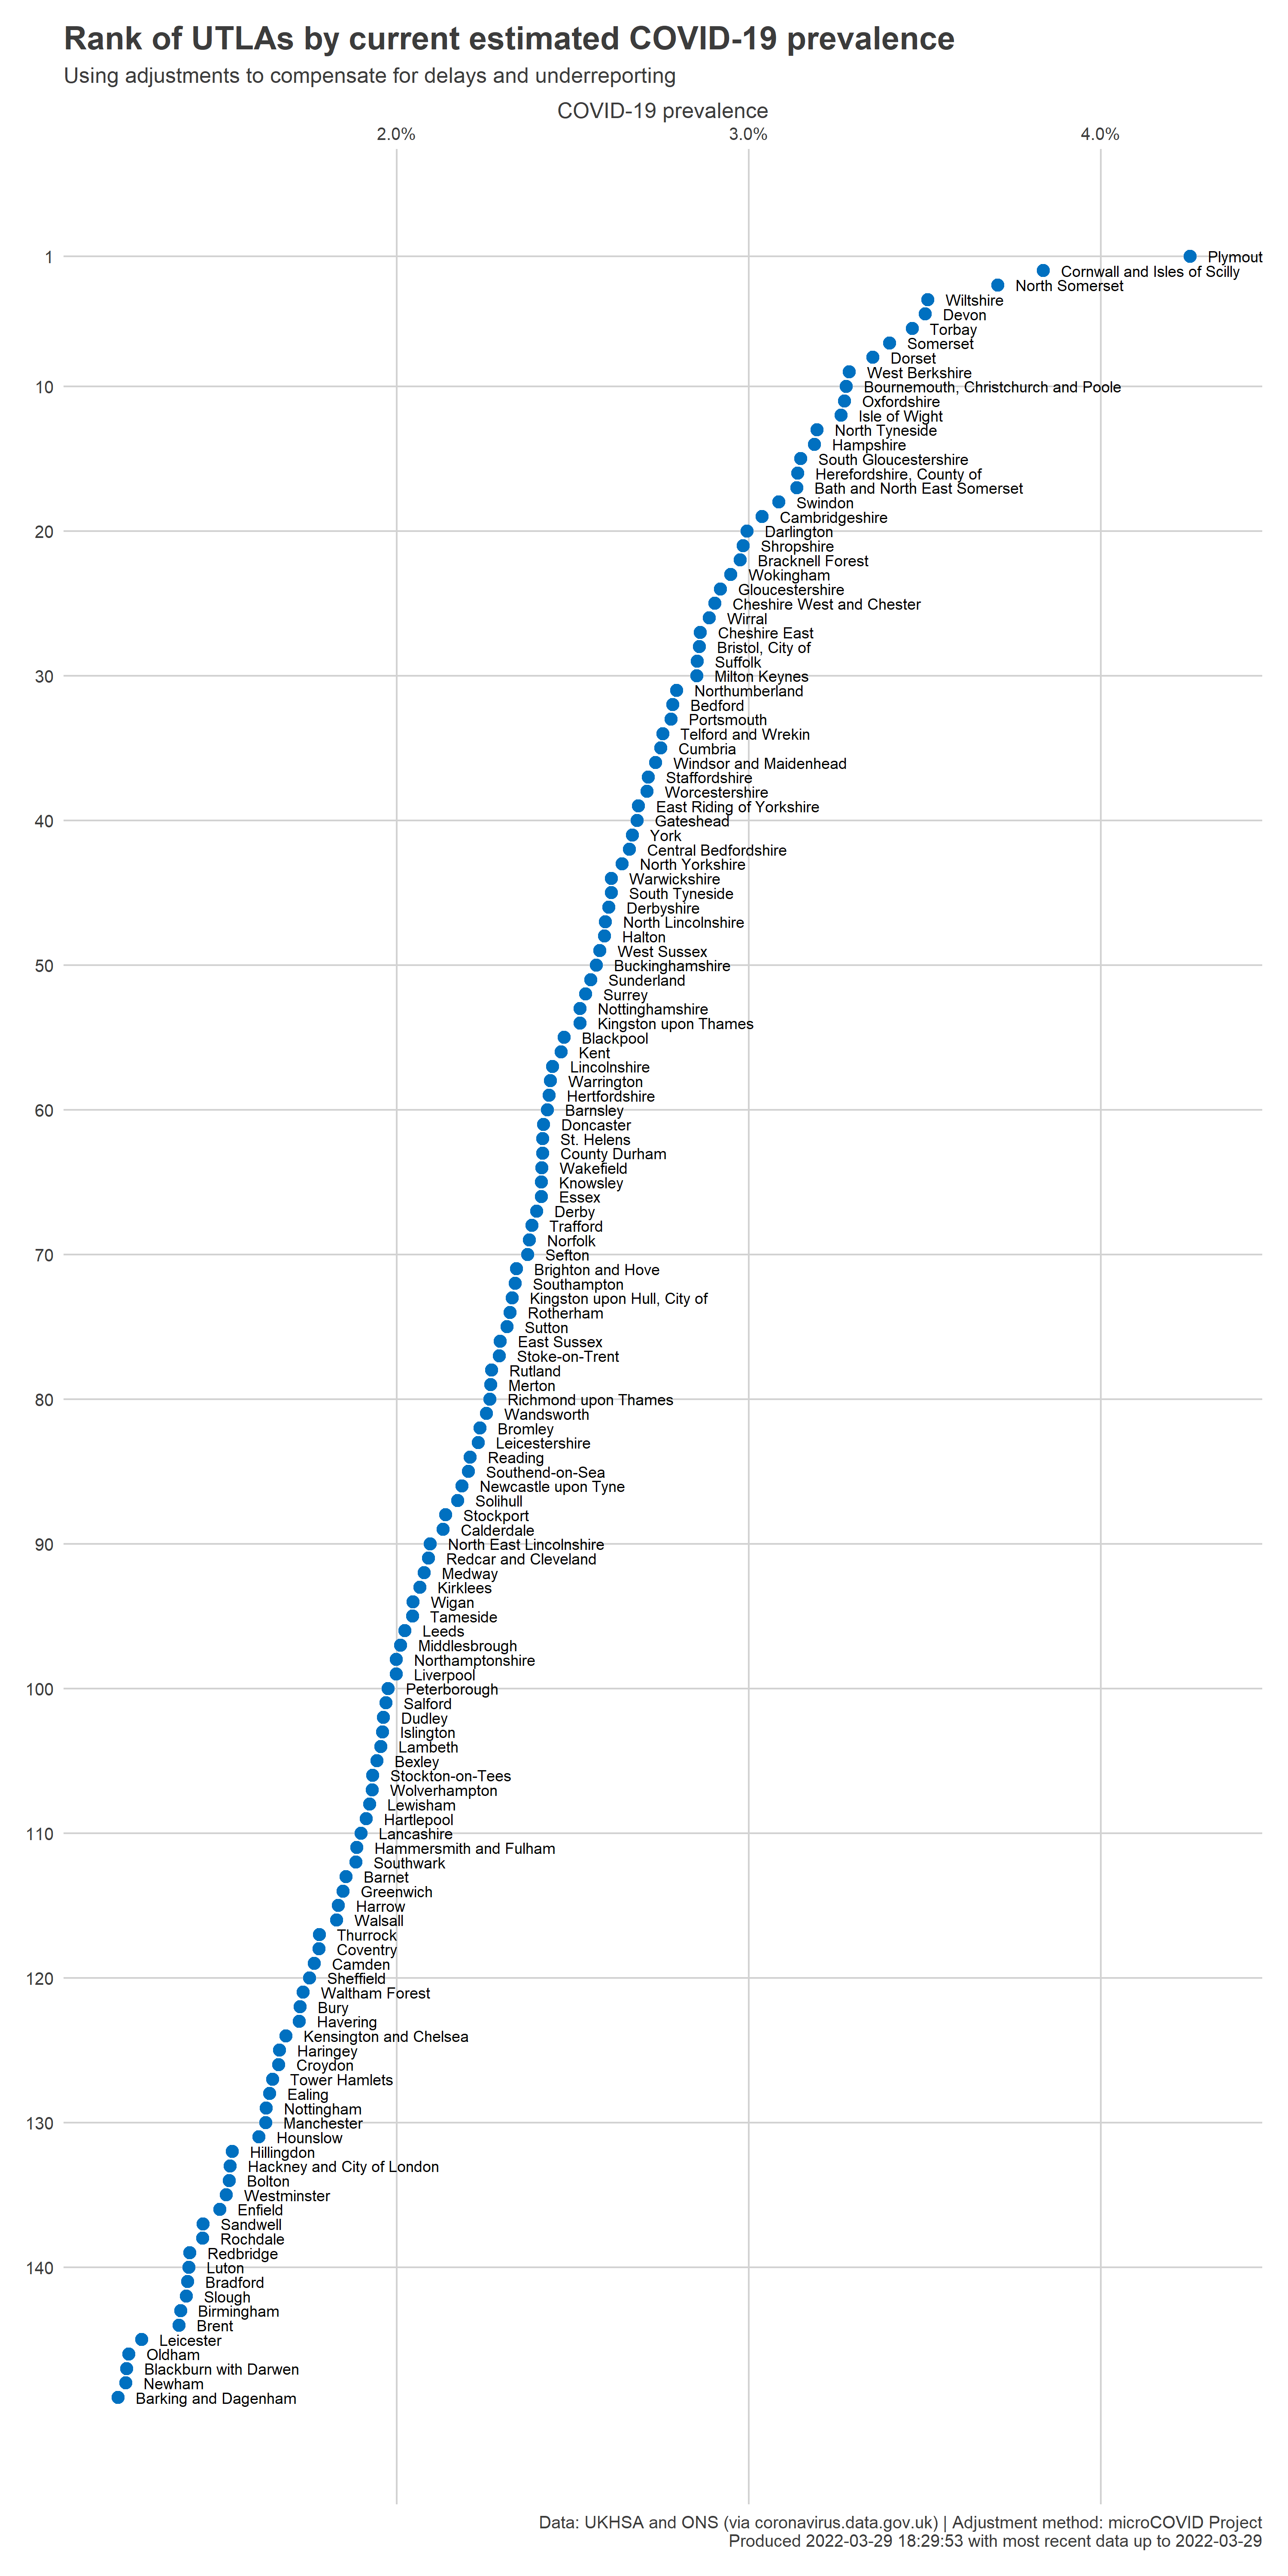 Rank of UTLAs by current estimated COVID-19 prevalence
Using adjustments to compensate for delays and underreporting
COVID-19 prevalence
2.0% 3.0% 4.0%
1 Plymout
Cornwall and Isles of Scilly
North Somerset
Wiltshire
Devon
Torbay
Somerset
Dorset
West Berkshire
10 Bournemouth, Christchurch and Poole
Oxfordshire
Isle of Wight
North Tyneside
Hampshire
South Gloucestershire
Herefordshire, County of
Bath and North East Somerset
Swindon
Cambridgeshire
20 Darlington
Shropshire
Bracknell Forest
Wokingham
Gloucestershire
Cheshire West and Chester
Wirral
Cheshire East
Bristol, City of
Suffolk
30 Milton Keynes
Northumberland
Bedford
Portsmouth
Telford and Wrekin
Cumbria
Windsor and Maidenhead
Staffordshire
Worcestershire
East Riding of Yorkshire
40 Gateshead
York
Central Bedfordshire
North Yorkshire
Warwickshire
South Tyneside
Derbyshire
North Lincolnshire
Halton
West Sussex
50 Buckinghamshire
Sunderland
Surrey
Nottinghamshire
Kingston upon Thames
Blackpool
Kent
Lincolnshire
Warrington
Hertfordshire
60 Barnsley
Doncaster
St. Helens
County Durham
Wakefield
Knowsley
Essex
Derby
Trafford
Norfolk
70 Sefton
Brighton and Hove
Southampton
Kingston upon Hull, City of
Rotherham
Sutton
East Sussex
Stoke-on-Trent
Rutland
Merton
80 Richmond upon Thames
Wandsworth
Bromley
Leicestershire
Reading
Southend-on-Sea
Newcastle upon Tyne
Solihull
Stockport
Calderdale
90 North East Lincolnshire
Redcar and Cleveland
Medway
Kirklees
Wigan
Tameside
Leeds
Middlesbrough
Northamptonshire
Liverpool
100 Peterborough
Salford
Dudley
Islington
Lambeth
Bexley
Stockton-on-Tees
Wolverhampton
Lewisham
Hartlepool
110 Lancashire
Hammersmith and Fulham
Southwark
Barnet
Greenwich
Harrow
Walsall
Thurrock
Coventry
Camden
120 Sheffield
Waltham Forest
Bury
Havering
Kensington and Chelsea
Haringey
Croydon
Tower Hamlets
Ealing
Nottingham
130 Manchester
Hounslow
Hillingdon
Hackney and City of London
Bolton
Westminster
Enfield
Sandwell
Rochdale
Redbridge
140 Luton
Bradford
Slough
Birmingham
Brent
Leicester
Oldham
Blackburn with Darwen
Newham
Barking and Dagenham
Data: UKHSA and ONS (via coronavirus.data.gov.uk) | Adjustment method: microCOVID Project
Produced 2022-03-29 18:29:53 with most recent data up to 2022-03-29